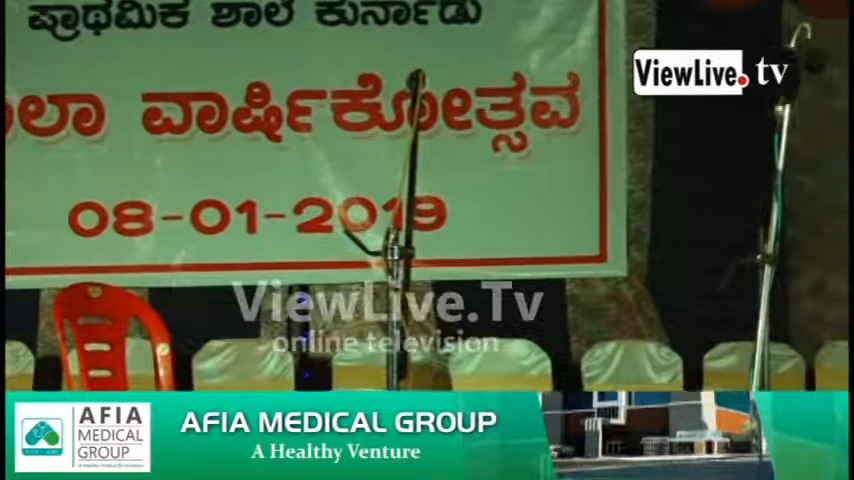 ಪ್ರಾಥಮಿಕ ಶಾಲೆ ಕುರ್ನಾಡು
ViewLive.tv
ವಾರ್ಷಿಕೋತ್ಸವ
08-01-2019
ViewLive.Tv
online television
AFIA
MEDICAL
GROUP
AFIA MEDICAL GROUP
A Healthy Venture